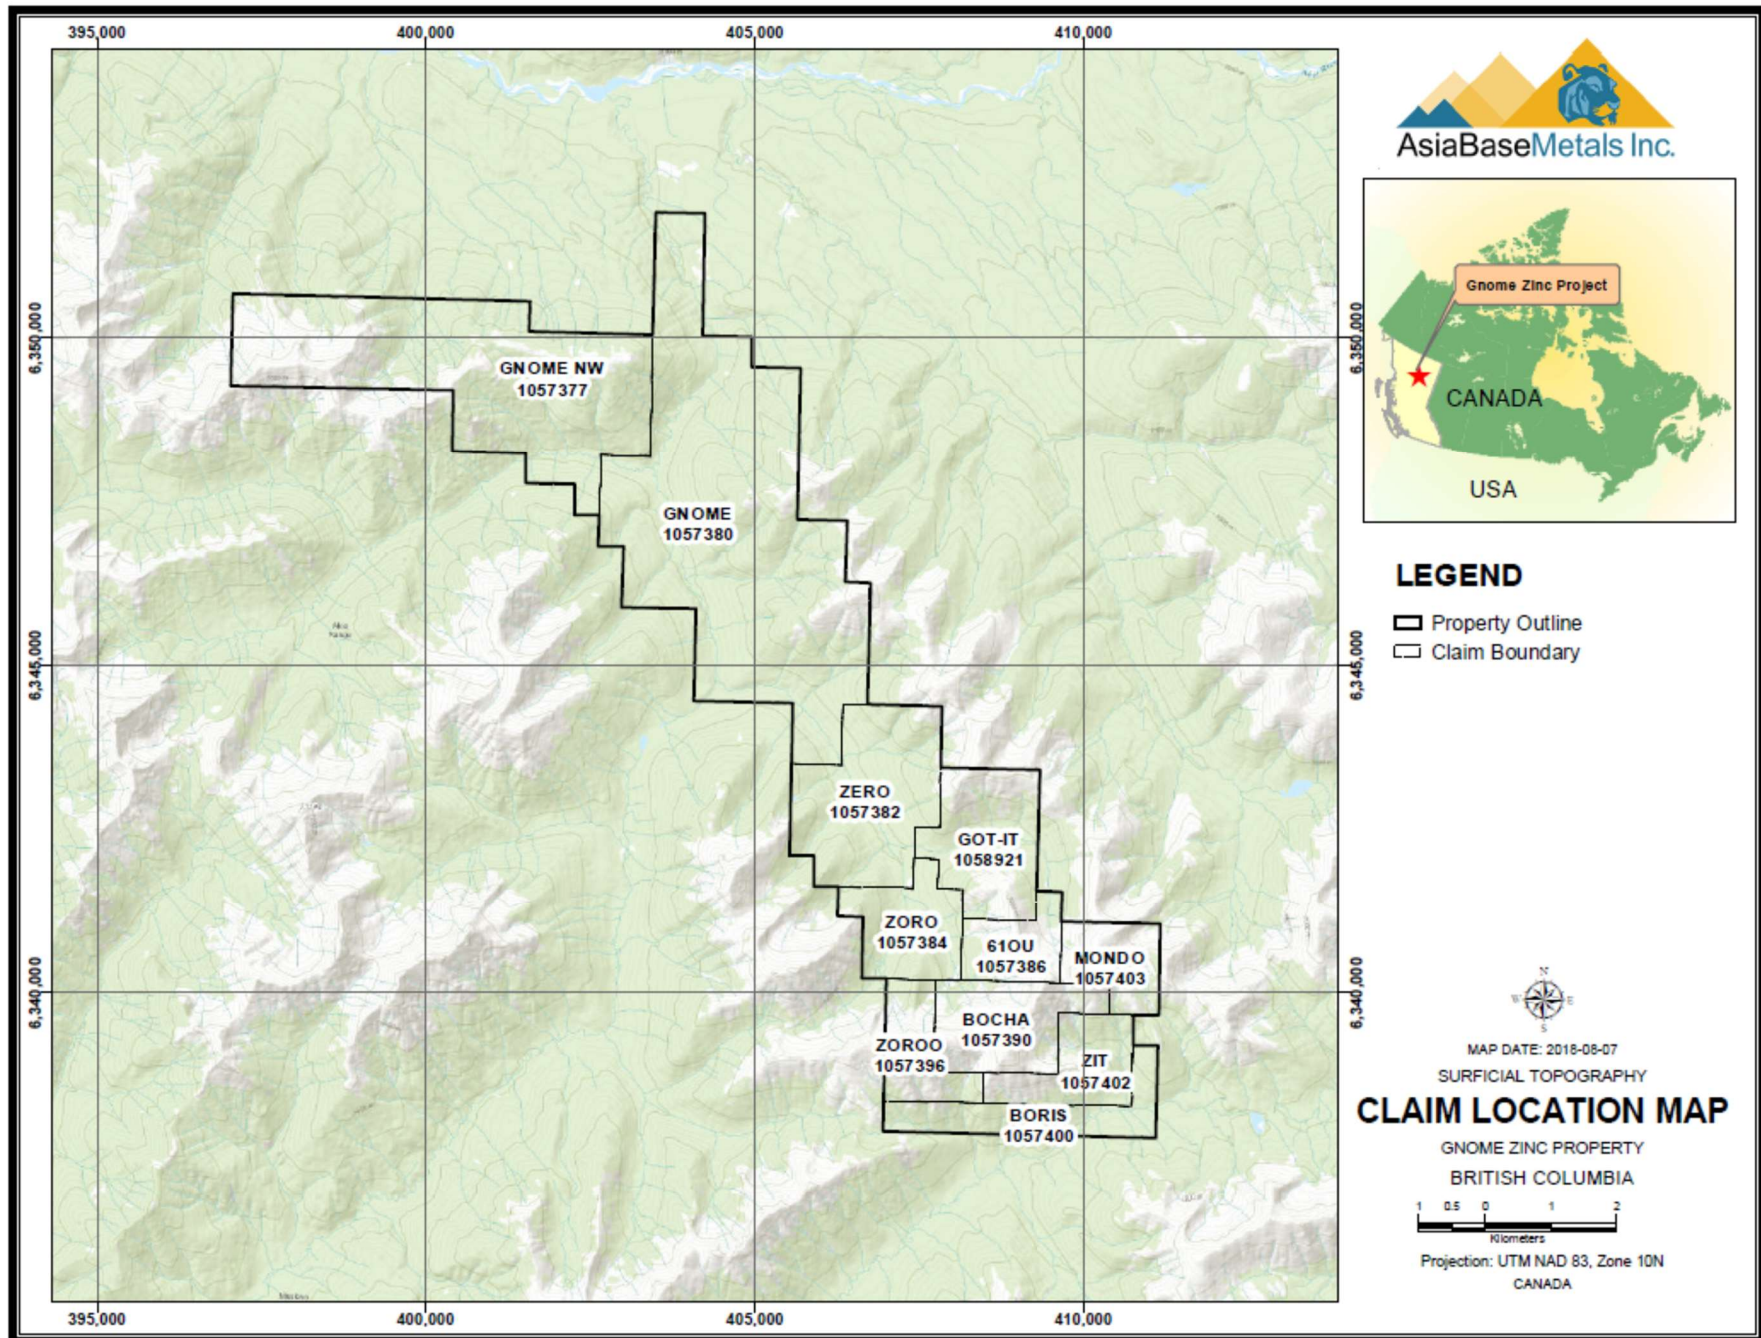 395,000
400,000
405,000
410,000
6,350,000
6,345,000
6,340,000
GNOME NW
1057377
GNOME
1057380
ZERO
1057382
GOT-IT
1058921
ZORO
1057384
61OU
1057386
MONDO
1057403
BOCHA
1057390
ZOROO
1057396
ZIT
1057402
BORIS
1057400
6,350,000
6,345,000
6,340,000
395,000
400,000
405,000
410,000
AsiaBaseMetals Inc.
Gnome Zinc Project
CANADA
USA
LEGEND
Property Outline
Claim Boundary
N
W
E
S
MAP DATE: 2018-08-07
SURFICIAL TOPOGRAPHY
CLAIM LOCATION MAP
GNOME ZINC PROPERTY
BRITISH COLUMBIA
1 0.5 0 1 2
Kilometers
Projection: UTM NAD 83, Zone 10N
CANADA